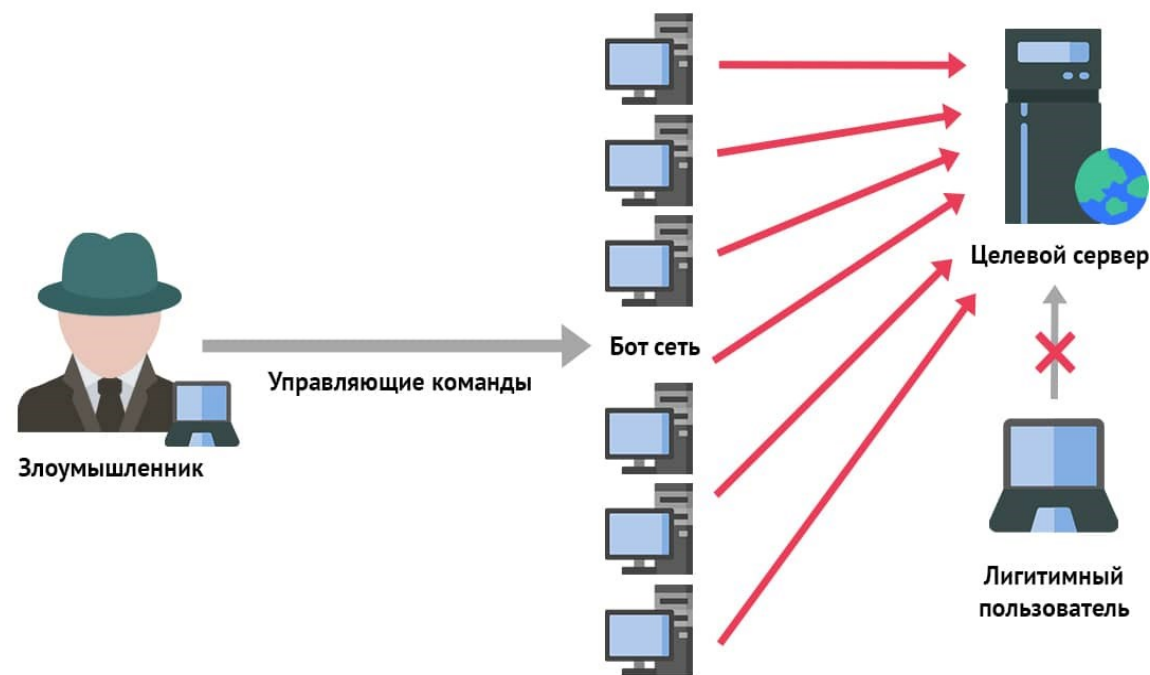 Целевой сервер
Бот сеть
Управляющие команды
Злоумышленник
Лигитимный
пользователь